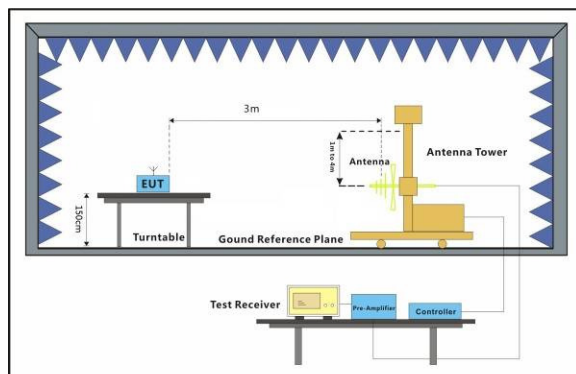 3m
1m to 4m
Antenna
Antenna Tower
EUT
150cm
Turntable
Gound Reference Plane
Test Receiver
Pre-Amplifier
Controller